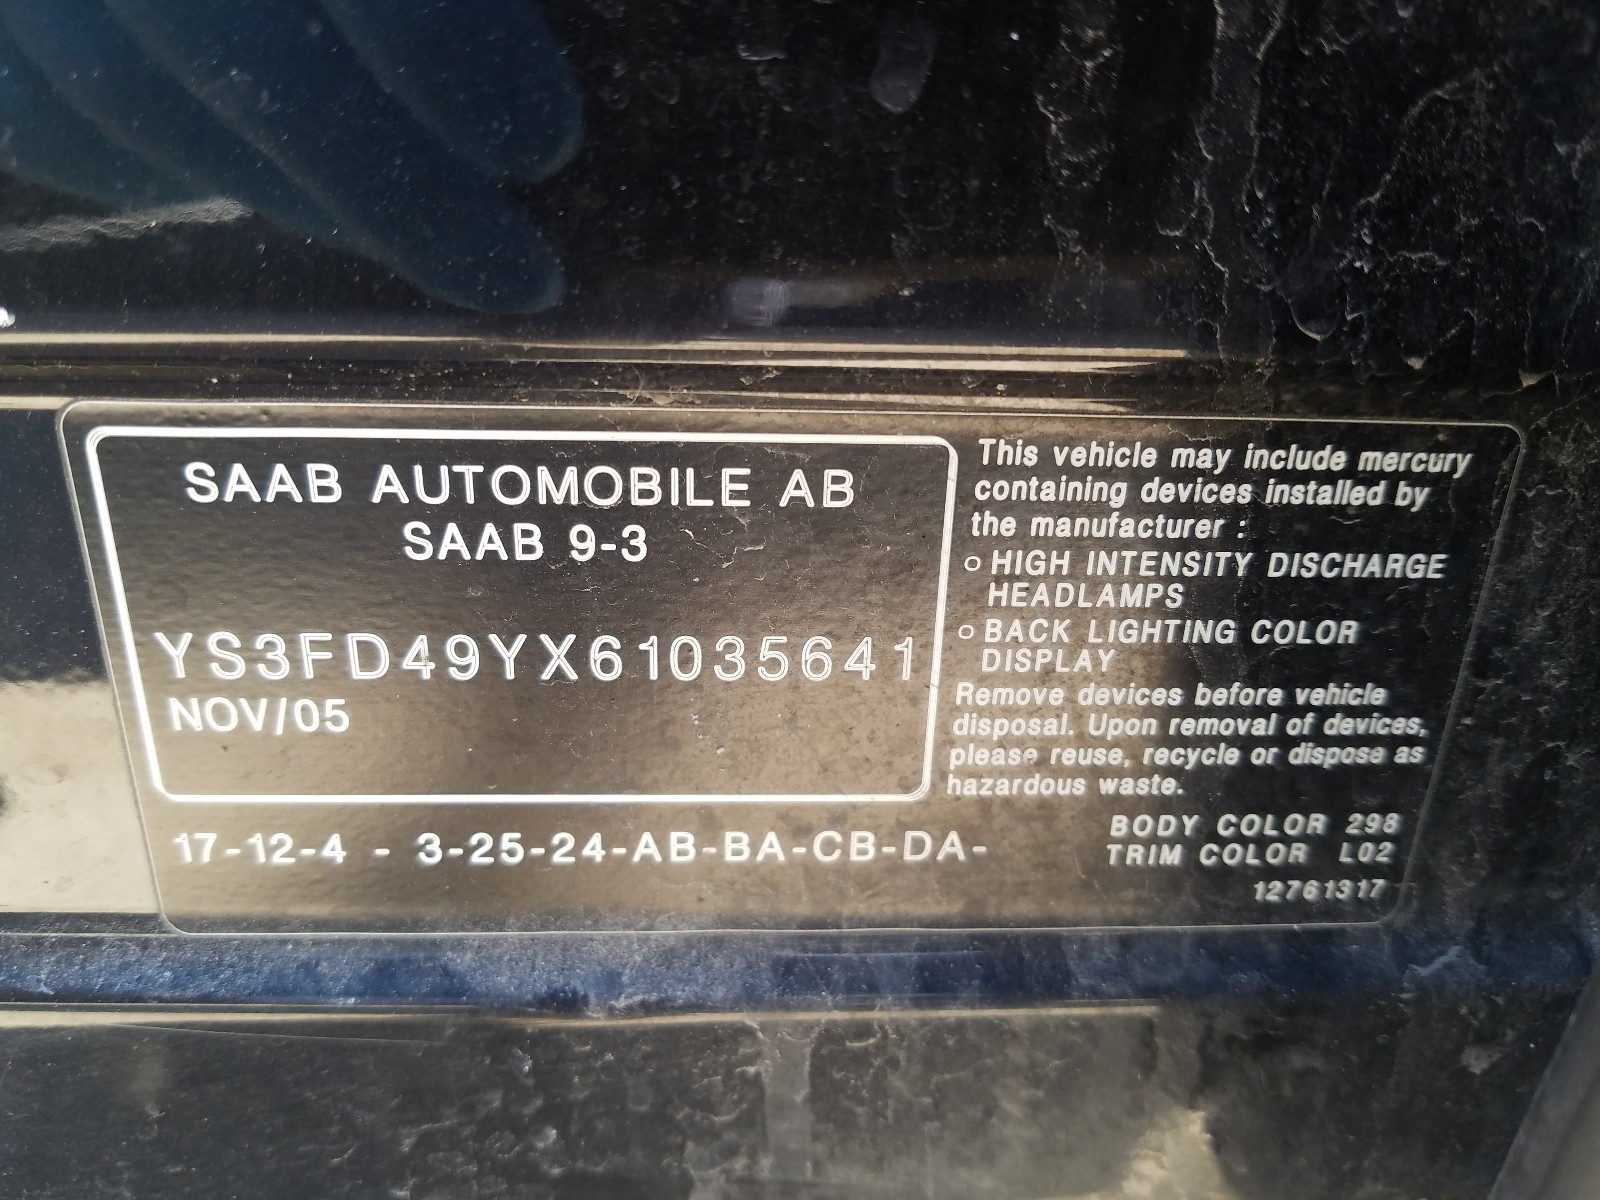 SAAB AUTOMOBILE AB
SAAB 9-3
YS3FD49YX61035641
NOV/05
17-12-4 - 3-25-24-AB-BA-CB-DA-
This vehicle may include mercury
containing devices installed by
the manufacturer :
o HIGH INTENSITY DISCHARGE
HEADLAMPS
o BACK LIGHTING COLOR
DISPLAY
Remove devices before vehicle
disposal. Upon removal of devices,
please reuse, recycle or dispose as
hazardous waste.
BODY COLOR 298
TRIM COLOR L02
12761317